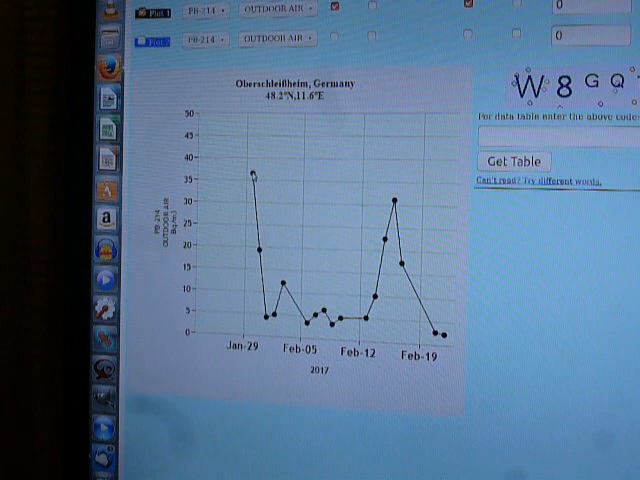 Plot 1 PB-214 OUTDOOR AIR 0
Plot 2 PB-214 OUTDOOR AIR 0
Oberschleißheim, Germany
48.2°N,11.6°E
W8GQ
For data table enter the above code:
Get Table
Can't read? Try different words.
50
45
40
35
30
25
20
15
10
5
0
PB-214
OUTDOOR AIR
Bq/m3
Jan-29 Feb-05 Feb-12 Feb-19
2017
a